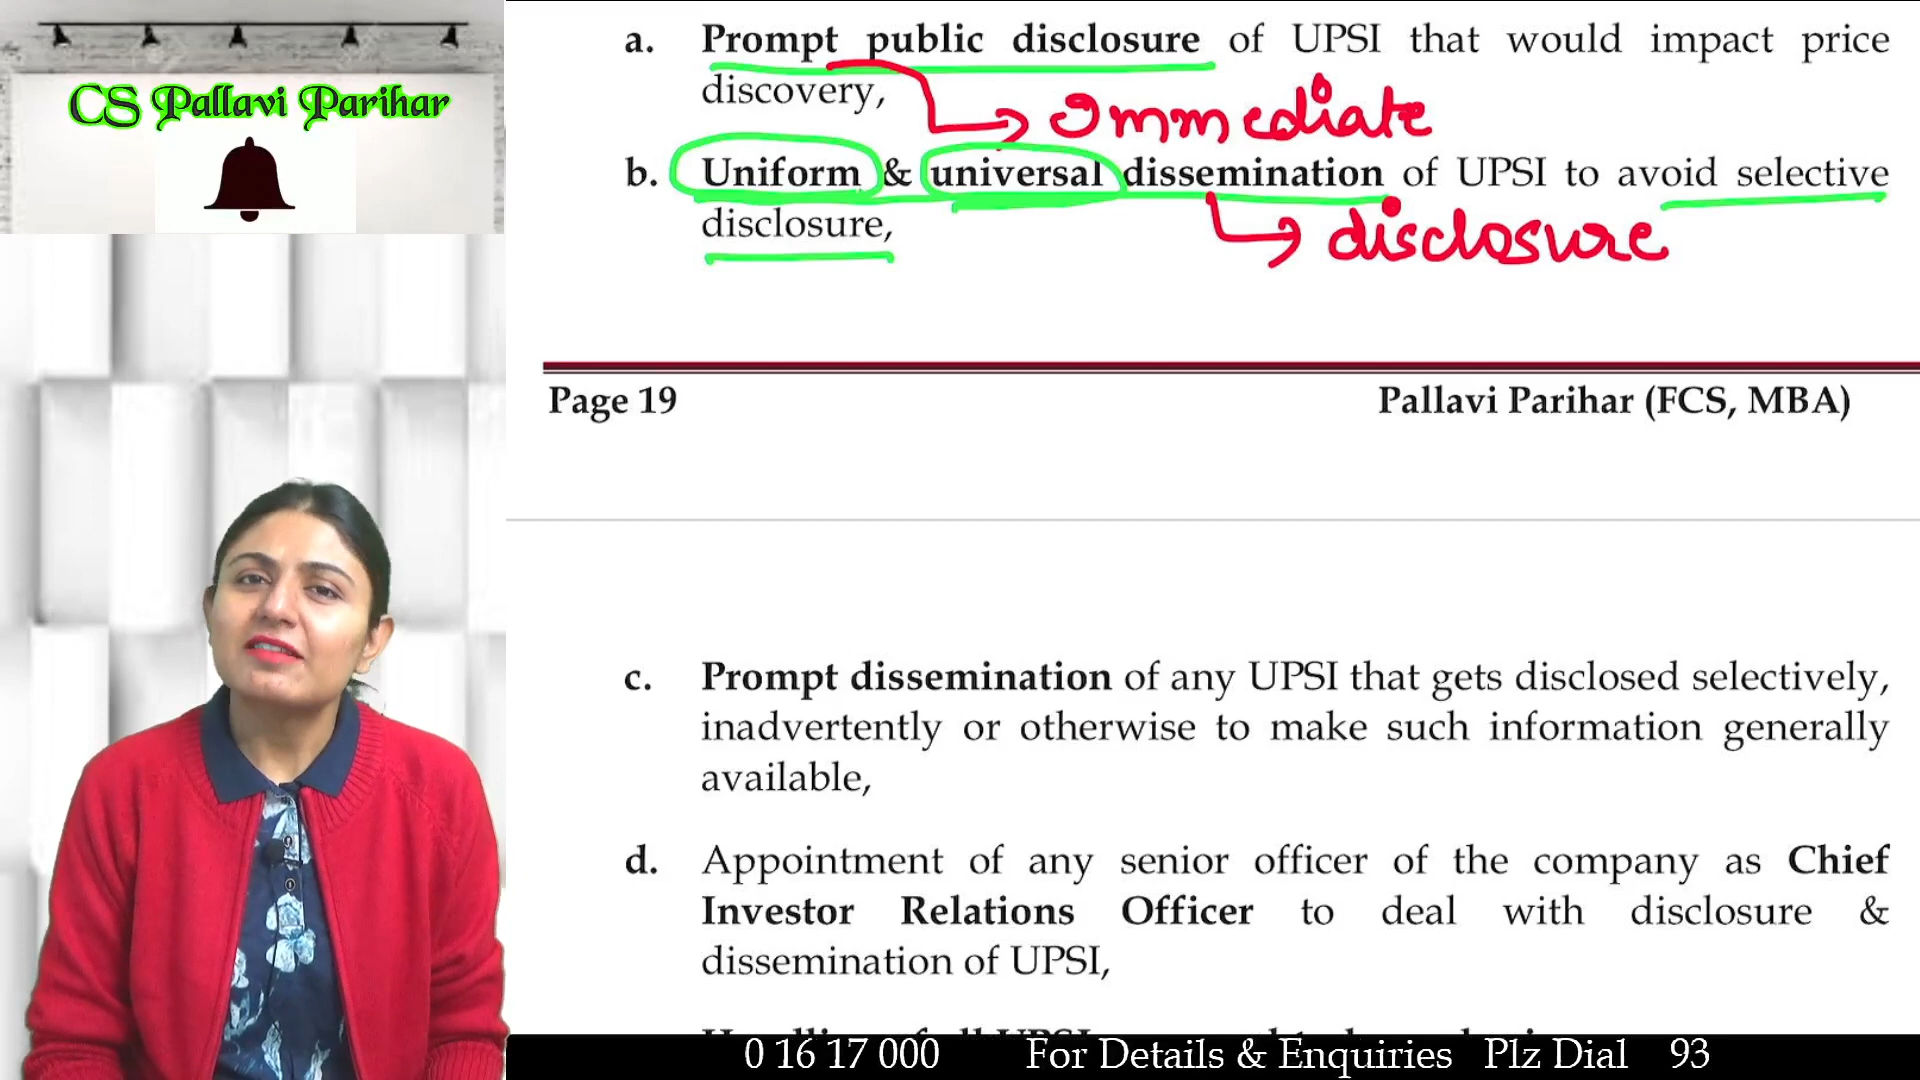 CS Pallavi Parihar
a. Prompt public disclosure of UPSI that would impact price
discovery,
→ Immediate
b. Uniform & universal dissemination of UPSI to avoid selective
disclosure,
→ disclosure
Page 19 Pallavi Parihar (FCS, MBA)
c. Prompt dissemination of any UPSI that gets disclosed selectively,
inadvertently or otherwise to make such information generally
available,
d. Appointment of any senior officer of the company as Chief
Investor Relations Officer to deal with disclosure &
dissemination of UPSI,
0 16 17 000 For Details & Enquiries Plz Dial 93